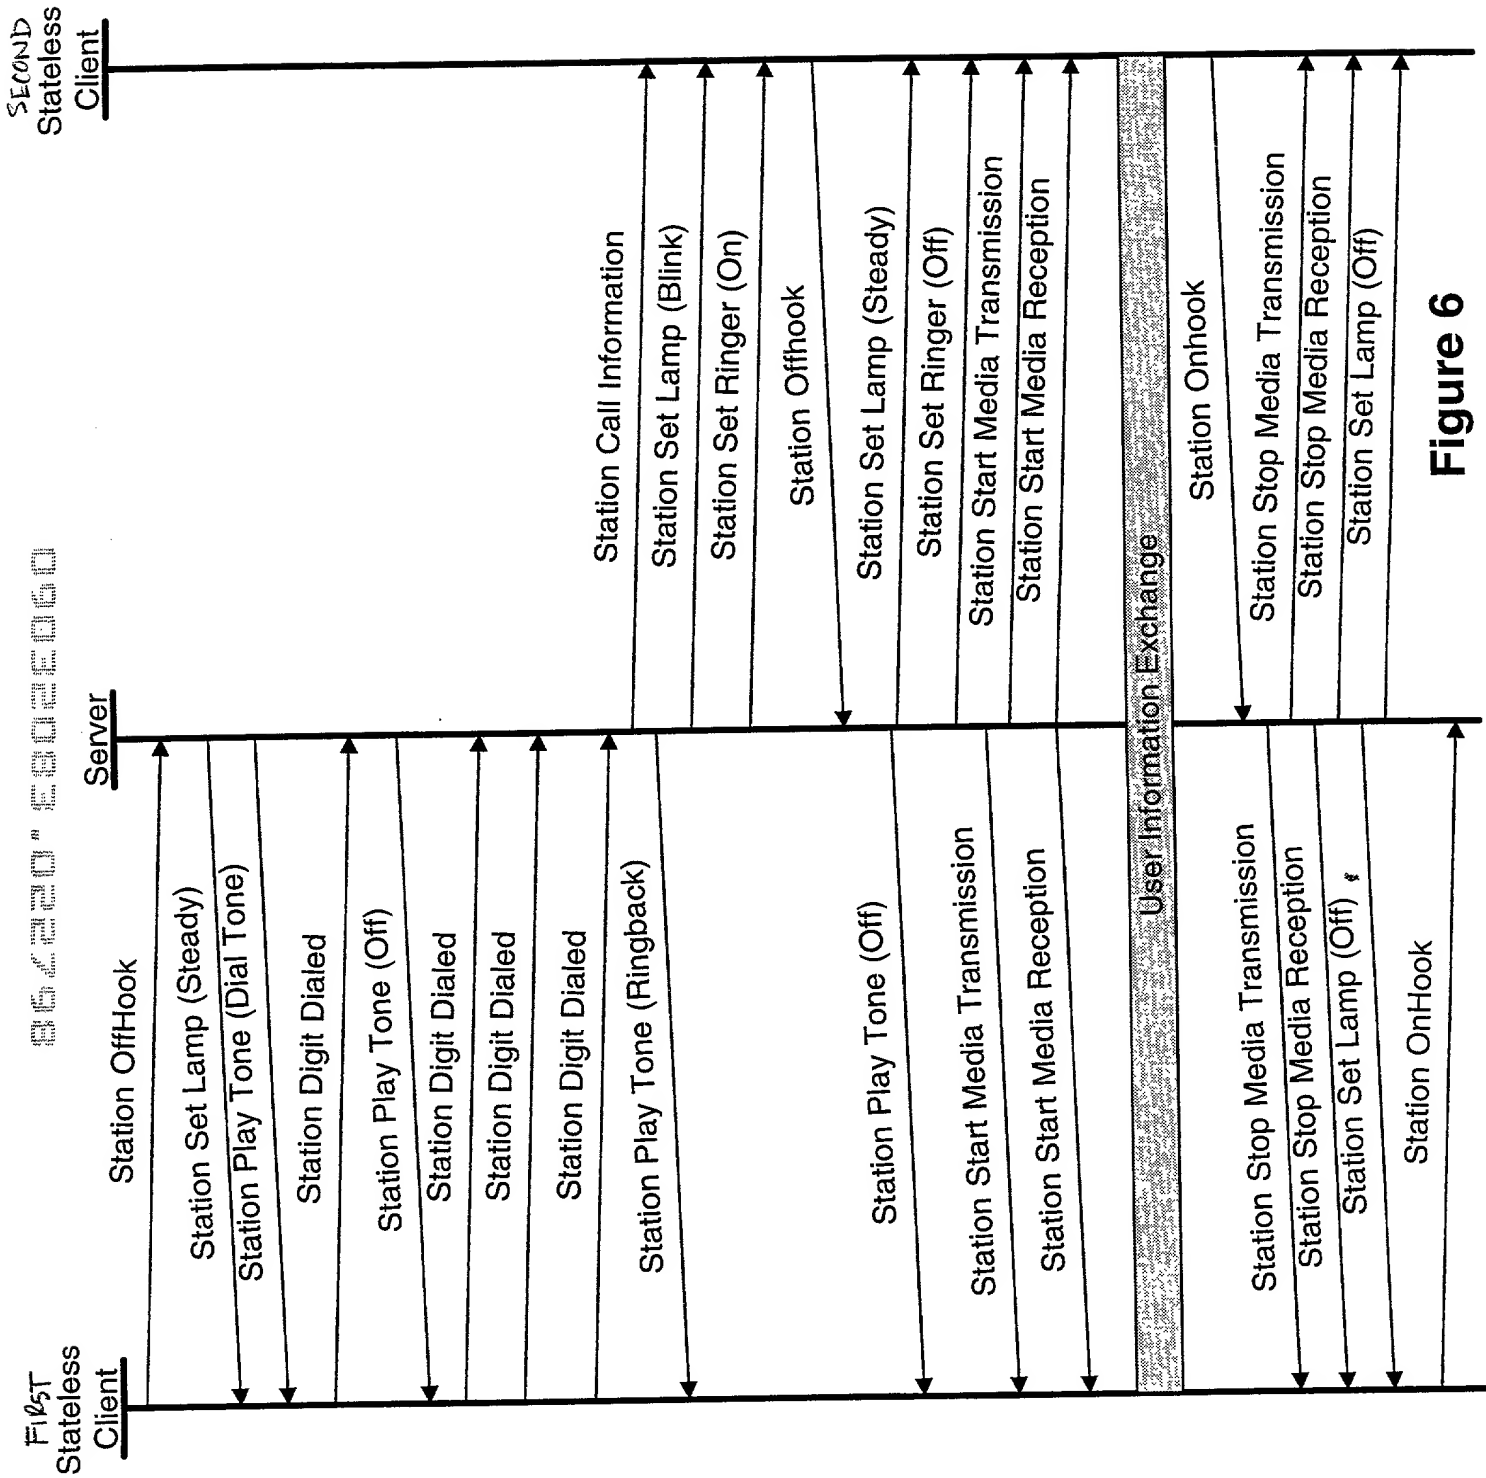 FIRST
Stateless
Client
Server
SECOND
Stateless
Client
Station OffHook
Station Set Lamp (Steady)
Station Play Tone (Dial Tone)
Station Digit Dialed
Station Play Tone (Off)
Station Digit Dialed
Station Digit Dialed
Station Digit Dialed
Station Play Tone (Ringback)
Station Call Information
Station Set Lamp (Blink)
Station Set Ringer (On)
Station Offhook
Station Play Tone (Off)
Station Set Lamp (Steady)
Station Set Ringer (Off)
Station Start Media Transmission
Station Start Media Transmission
Station Start Media Reception
Station Start Media Reception
User Information Exchange
Station Onhook
Station Stop Media Transmission
Station Stop Media Transmission
Station Stop Media Reception
Station Stop Media Reception
Station Set Lamp (Off)
Station Set Lamp (Off)
Station OnHook
Figure 6